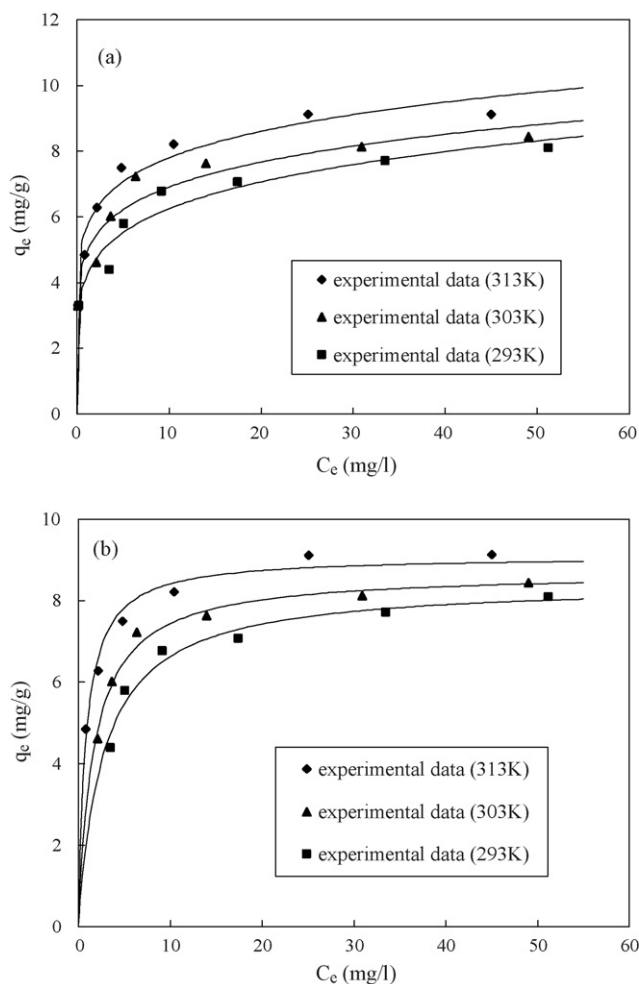 (a)
12
10
8
6
4
2
0
qe (mg/g)
experimental data (313K)
experimental data (303K)
experimental data (293K)
0 10 20 30 40 50 60
Ce (mg/l)
(b)
10
8
6
4
2
0
qe (mg/g)
experimental data (313K)
experimental data (303K)
experimental data (293K)
0 10 20 30 40 50 60
Ce (mg/l)